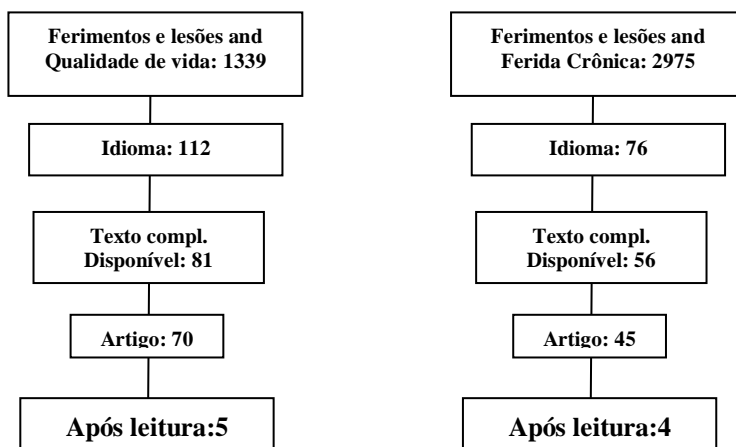 Ferimentos e lesões and
Qualidade de vida: 1339
Idioma: 112
Texto compl.
Disponível: 81
Artigo: 70
Após leitura:5
Ferimentos e lesões and
Ferida Crônica: 2975
Idioma: 76
Texto compl.
Disponível: 56
Artigo: 45
Após leitura:4